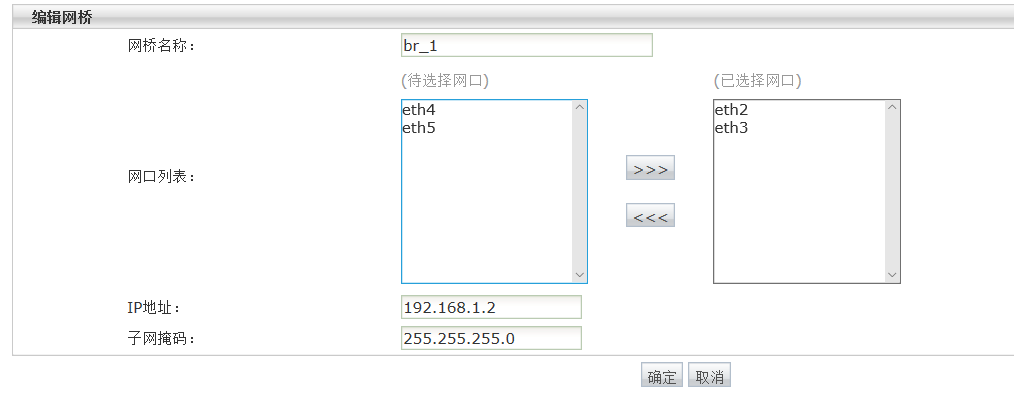 编辑网桥
网桥名称：
br_1
(待选择网口)
(已选择网口)
网口列表：
eth4
eth5
>>>
<<<
eth2
eth3
IP地址：
192.168.1.2
子网掩码：
255.255.255.0
确定
取消